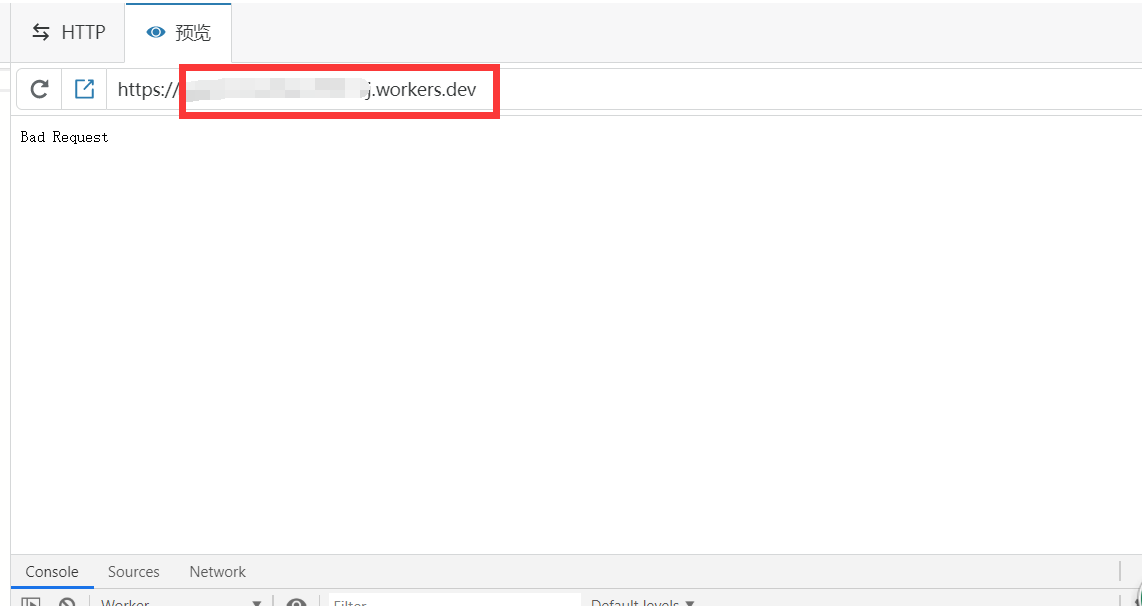 HTTP 预览
https:// j.workers.dev
Bad Request
Console Sources Network
Worker Filter Default levels